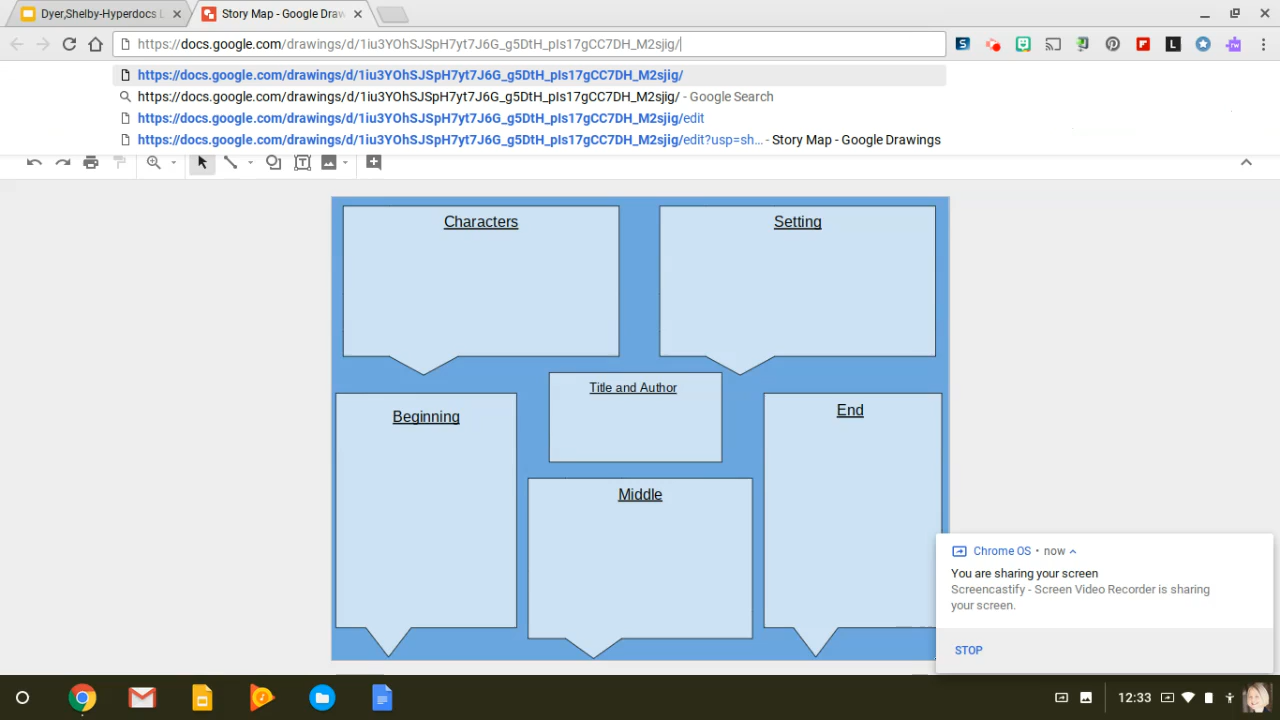 Dyer,Shelby-Hyperdocs L
Story Map - Google Draw
https://docs.google.com/drawings/d/1iu3YOhSJSpH7yt7J6G_g5DtH_pIs17gCC7DH_M2sjig/
https://docs.google.com/drawings/d/1iu3YOhSJSpH7yt7J6G_g5DtH_pIs17gCC7DH_M2sjig/
https://docs.google.com/drawings/d/1iu3YOhSJSpH7yt7J6G_g5DtH_pIs17gCC7DH_M2sjig/ - Google Search
https://docs.google.com/drawings/d/1iu3YOhSJSpH7yt7J6G_g5DtH_pIs17gCC7DH_M2sjig/edit
https://docs.google.com/drawings/d/1iu3YOhSJSpH7yt7J6G_g5DtH_pIs17gCC7DH_M2sjig/edit?usp=sh... - Story Map - Google Drawings
Characters
Setting
Title and Author
Beginning
End
Middle
Chrome OS • now
You are sharing your screen
Screencastify - Screen Video Recorder is sharing
your screen.
STOP
12:33